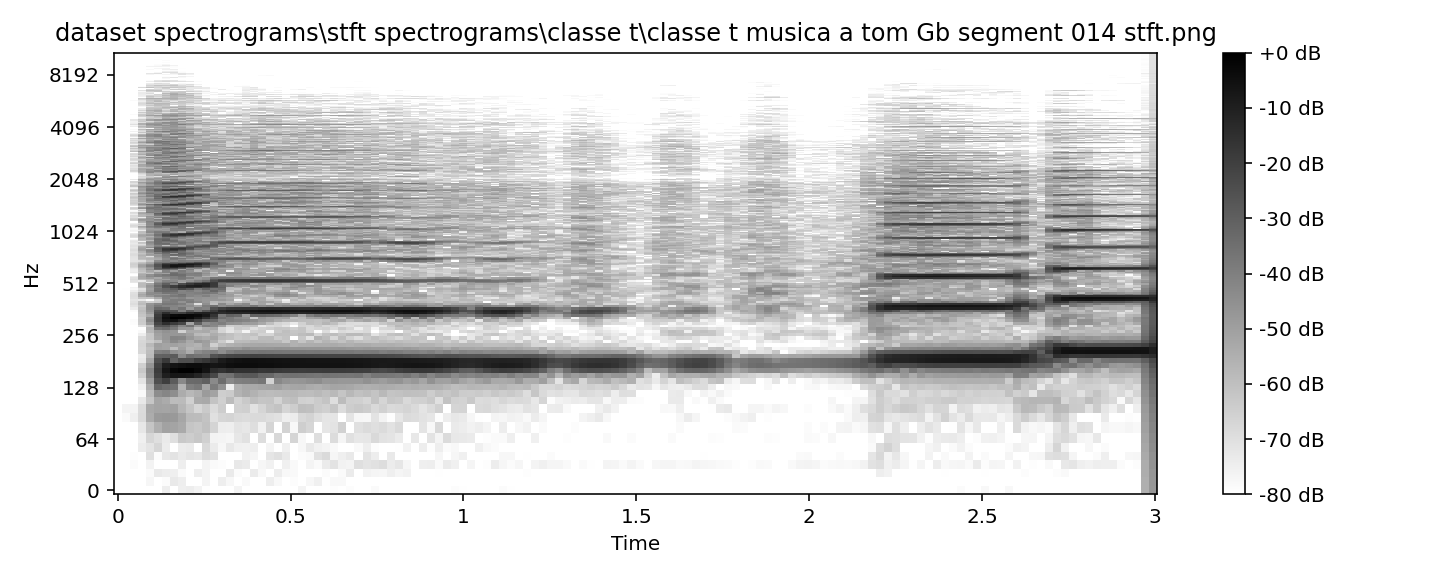 dataset spectrograms\stft spectrograms\classe t\classe t musica a tom Gb segment 014 stft.png
8192
4096
2048
1024
512
256
128
64
0
Hz
0
0.5
1
1.5
2
2.5
3
Time
+0 dB
-10 dB
-20 dB
-30 dB
-40 dB
-50 dB
-60 dB
-70 dB
-80 dB